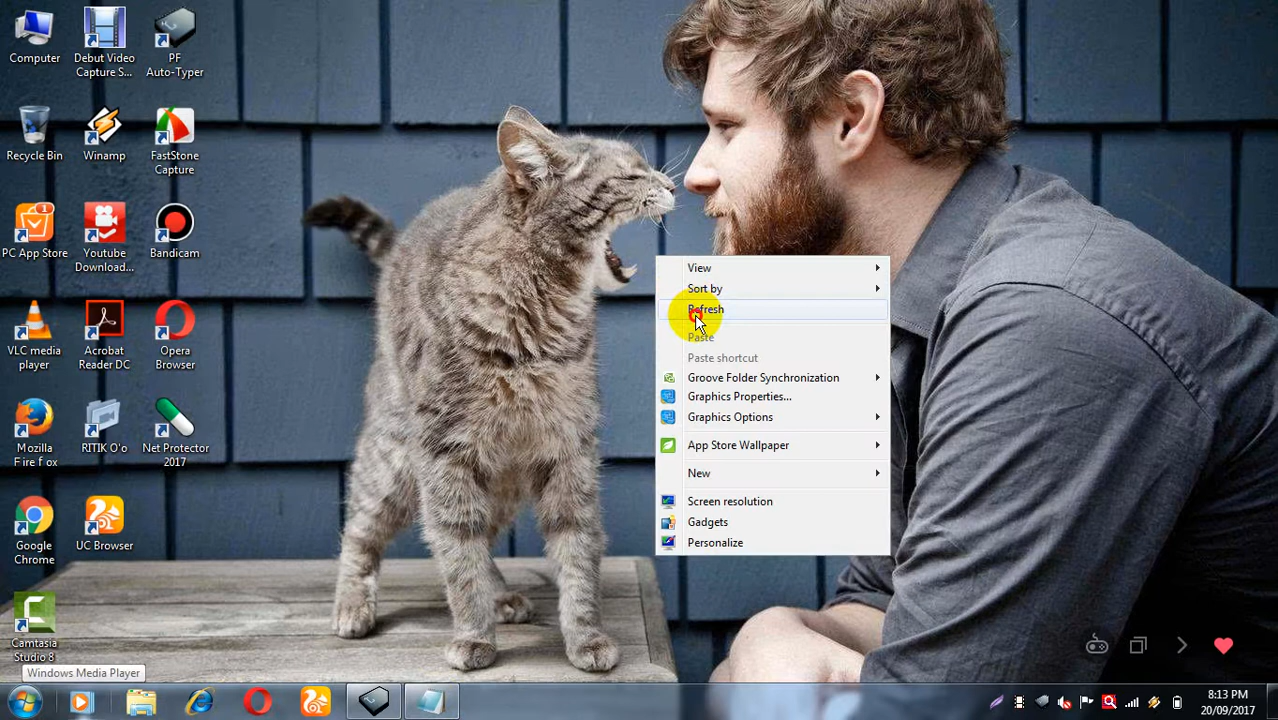 Computer
Debut Video
Capture S...
PF
Auto-Typer
Recycle Bin
Winamp
FastStone
Capture
1
PC App Store
Youtube
Download...
Bandicam
VLC media
player
Acrobat
Reader DC
Opera
Browser
Mozilla
Firefox
RITIK O'o
Net Protector
2017
Google
Chrome
UC Browser
Camtasia
Studio 8
Windows Media Player
View
Sort by
Refresh
Paste
Paste shortcut
Groove Folder Synchronization
Graphics Properties...
Graphics Options
App Store Wallpaper
New
Screen resolution
Gadgets
Personalize
8:13 PM
20/09/2017